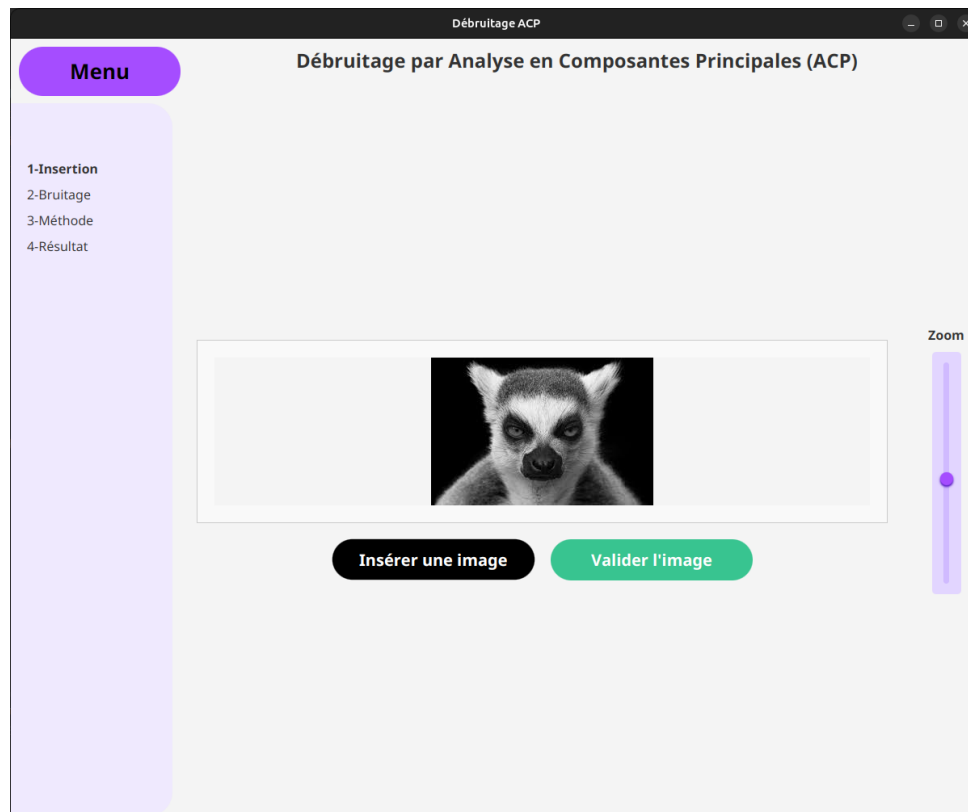 Débruitage ACP
Menu
Débruitage par Analyse en Composantes Principales (ACP)
1-Insertion
2-Bruitage
3-Méthode
4-Résultat
Zoom
Insérer une image
Valider l'image